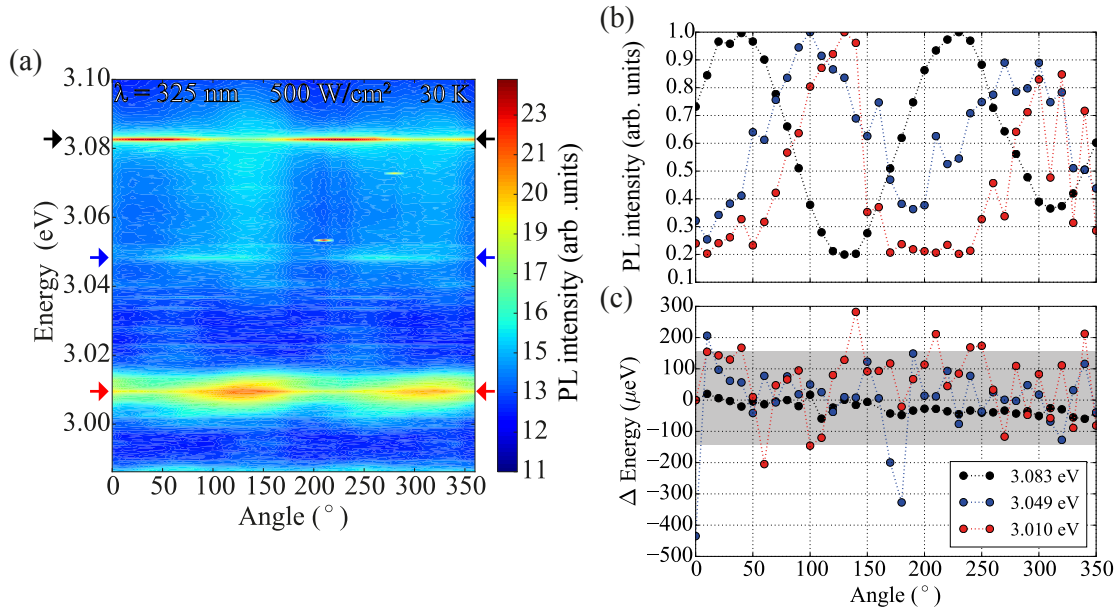 (a)
λ = 325 nm 500 W/cm² 30 K
3.10
3.08
3.06
3.04
3.02
3.00
Energy (eV)
0 50 100 150 200 250 300 350
Angle (°)
23
21
20
19
17
16
15
13
12
11
PL intensity (arb .units)
(b)
1.0
0.9
0.8
0.7
0.6
0.5
0.4
0.3
0.2
0.1
PL intensity (arb. units)
(c)
300
200
100
0
−100
−200
−300
−400
−500
Δ Energy (μeV)
3.083 eV
3.049 eV
3.010 eV
0 50 100 150 200 250 300 350
Angle (°)